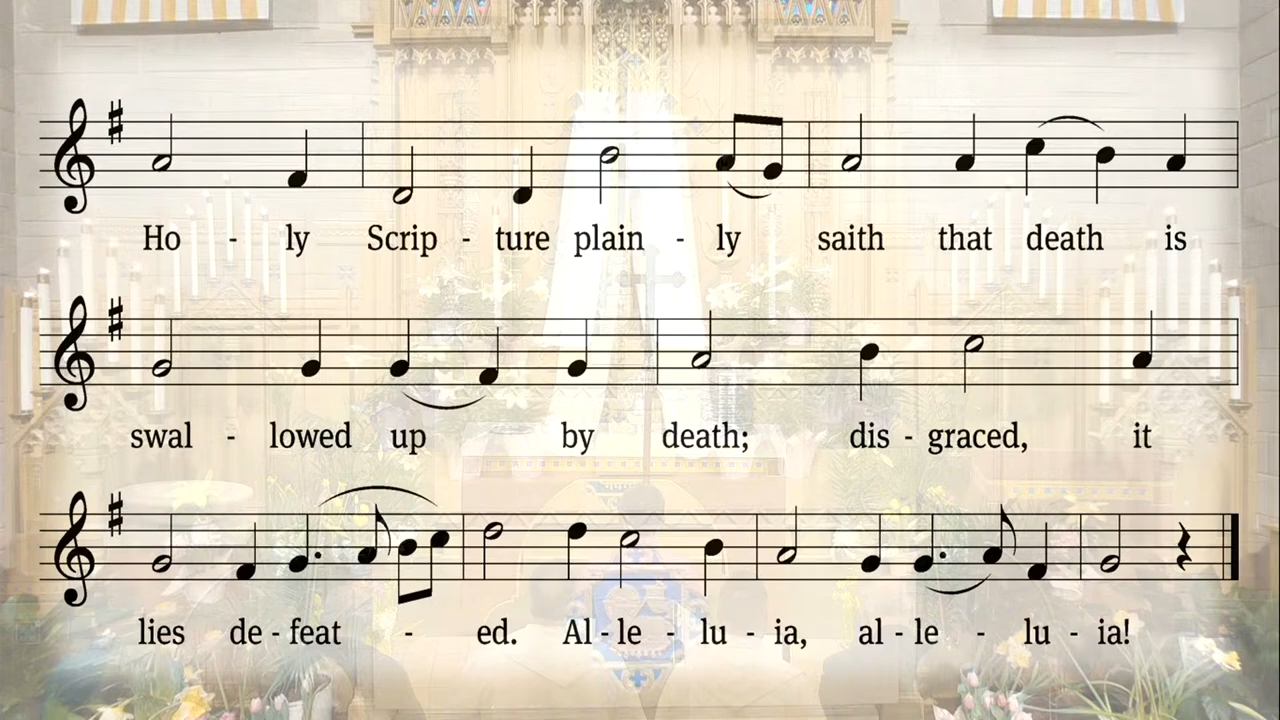 Ho - ly Scrip - ture plain - ly saith that death is
swal - lowed up by death; dis - graced, it
lies de - feat - ed. Al - le - lu - ia, al - le - lu - ia!